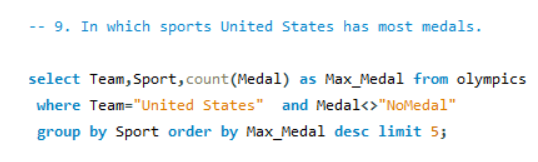 -- 9. In which sports United States has most medals.
select Team,Sport,count(Medal) as Max_Medal from olympics
where Team="United States"  and Medal<>"NoMedal"
group by Sport order by Max_Medal desc limit 5;